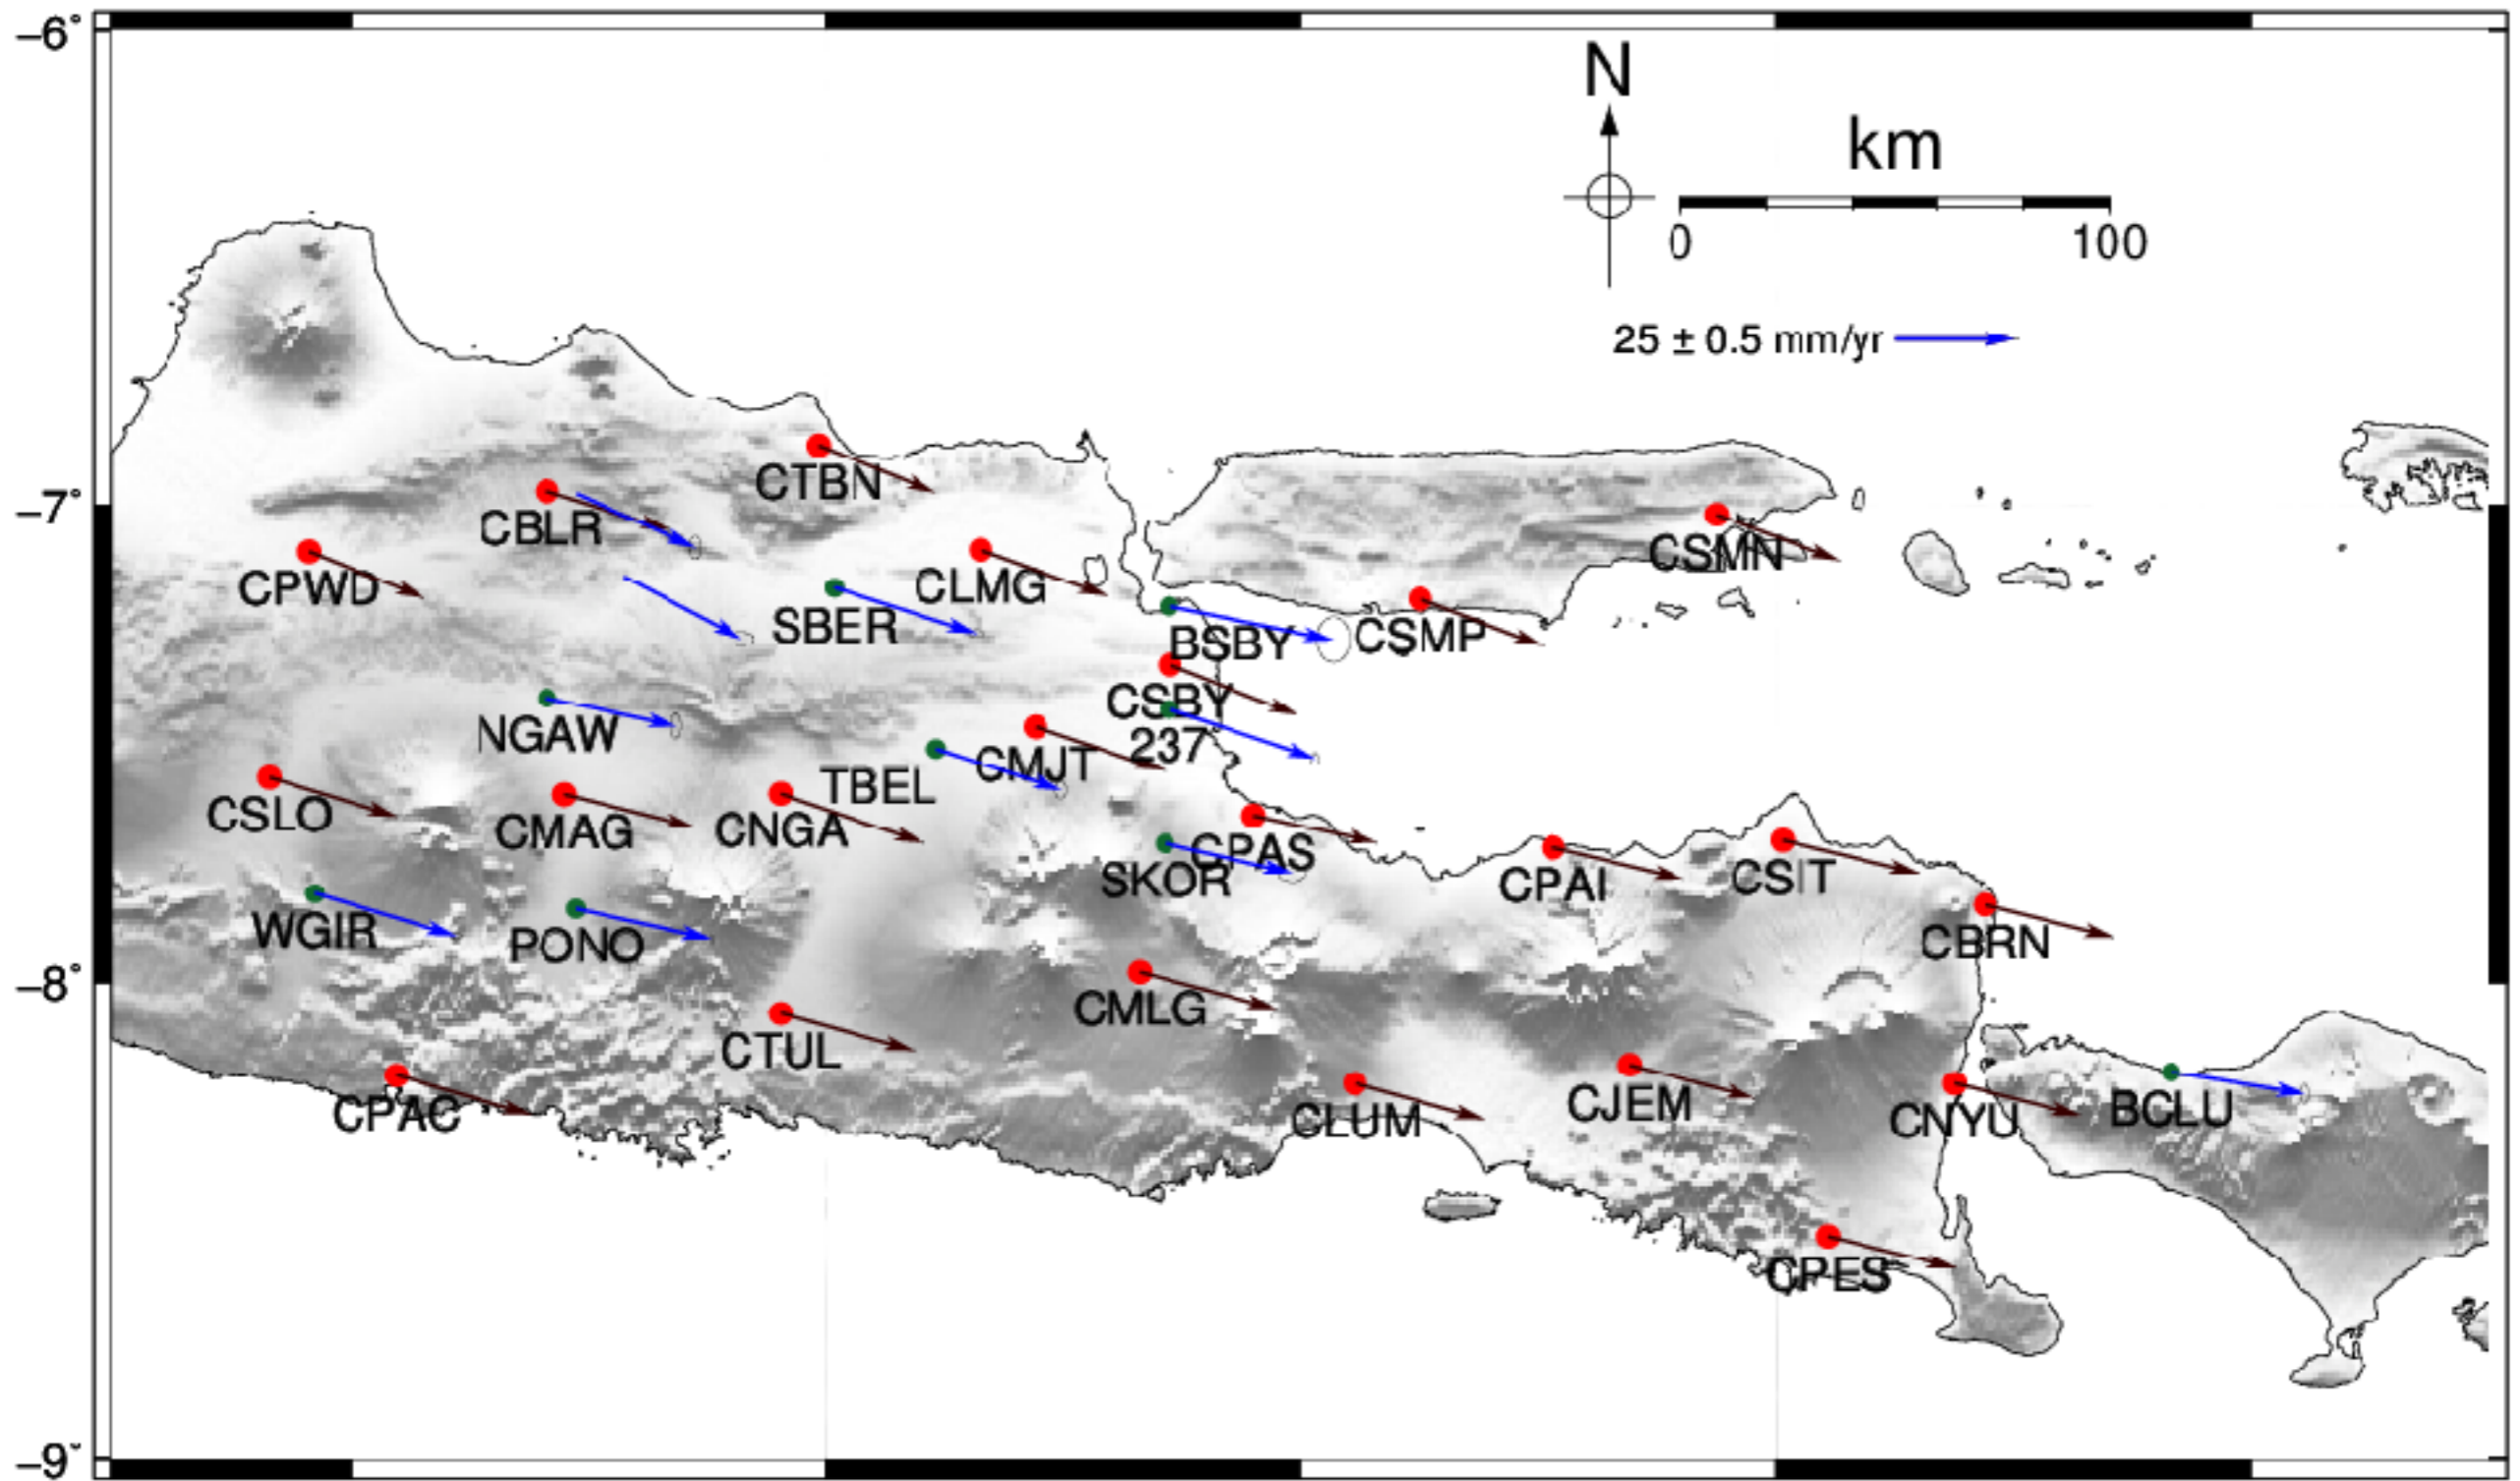 −6°
N
km
0 100
25 ± 0.5 mm/yr
CTBN
−7°
CBLR
CSMN
CPWD
CLMG
SBER
BSBY
CSMP
CSBY
NGAW
237
CMJT
TBEL
CSLO
CMAG
CNGA
CPAS
SKOR
CPAI
CSIT
WGIR
PONO
CBRN
−8°
CMLG
CTUL
CPAC
CLUM
CJEM
CNYU
BCLU
CPES
−9°